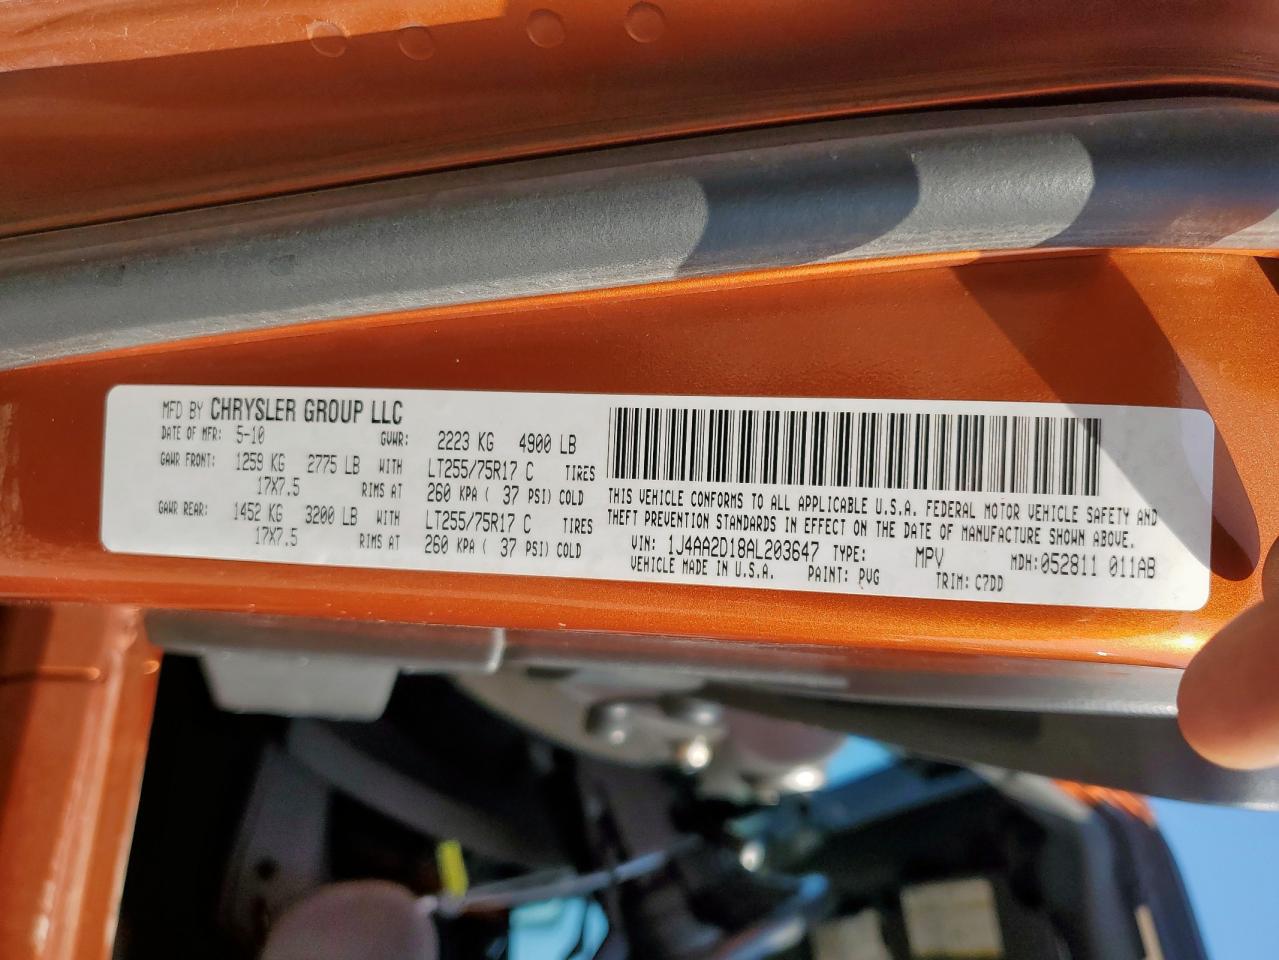 MFD BY CHRYSLER GROUP LLC
DATE OF MFR: 5-10 GVWR: 2223 KG 4900 LB
GAWR FRONT: 1259 KG 2775 LB WITH LT255/75R17 C TIRES
17X7.5 RIMS AT 260 KPA ( 37 PSI) COLD
GAWR REAR: 1452 KG 3200 LB WITH LT255/75R17 C TIRES
17X7.5 RIMS AT 260 KPA ( 37 PSI) COLD
THIS VEHICLE CONFORMS TO ALL APPLICABLE U.S.A. FEDERAL MOTOR VEHICLE SAFETY AND
THEFT PREVENTION STANDARDS IN EFFECT ON THE DATE OF MANUFACTURE SHOWN ABOVE.
VIN: 1J4AA2D18AL203647 TYPE: MPV MDH: 052811 011AB
VEHICLE MADE IN U.S.A. PAINT: PVG TRIM: C7DD